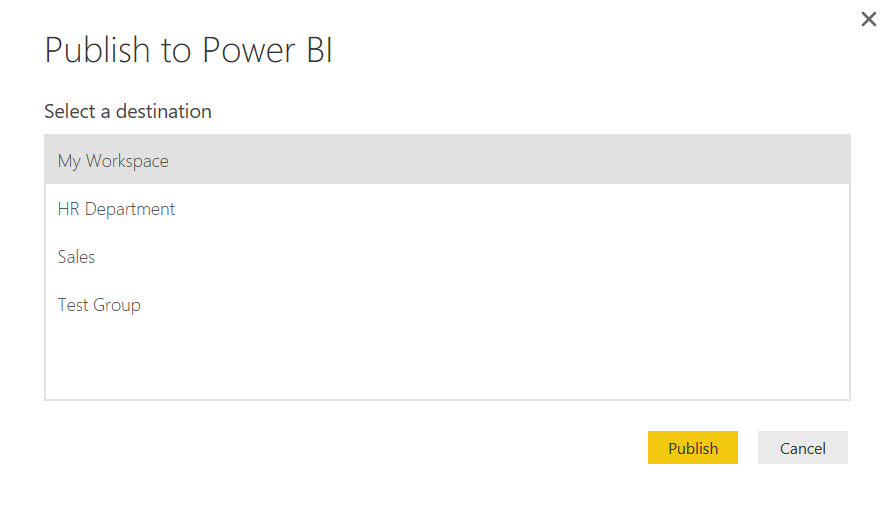 Publish to Power BI
Select a destination
My Workspace
HR Department
Sales
Test Group
Publish
Cancel